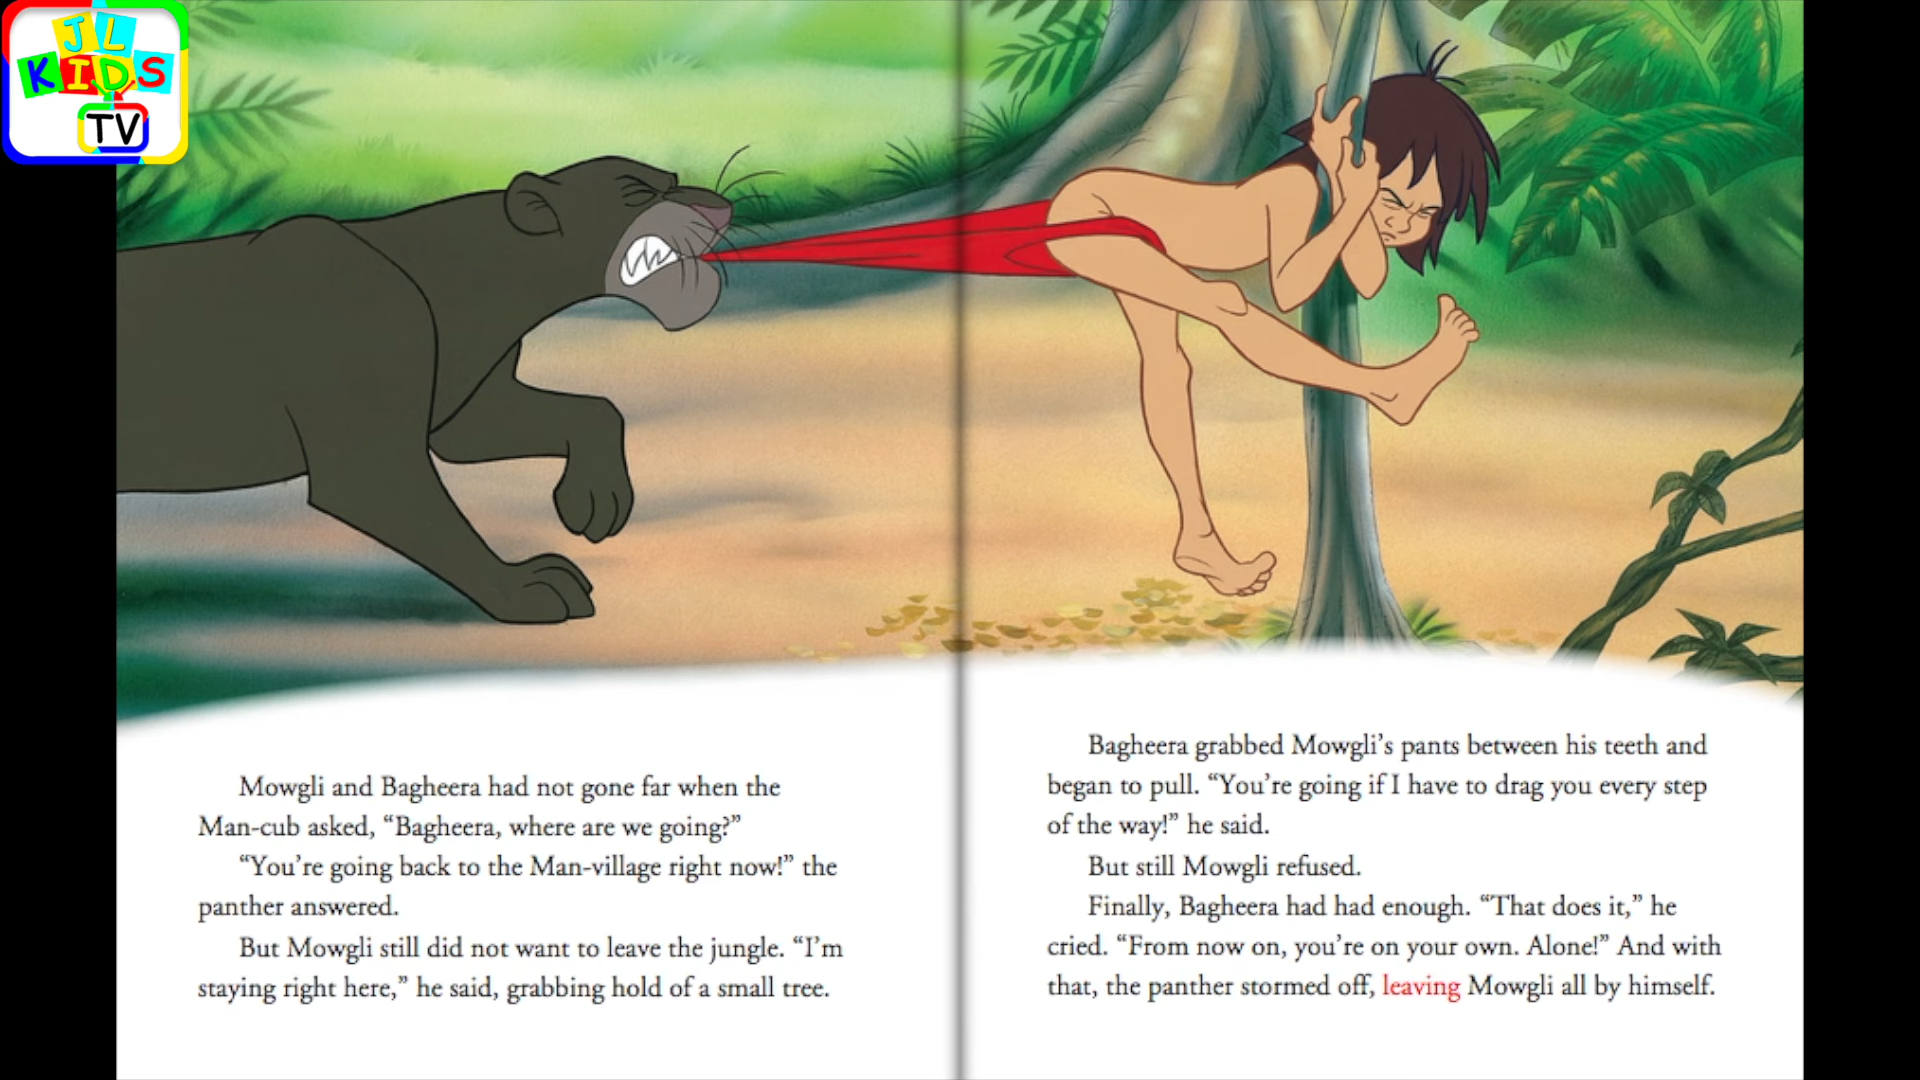 JL
KIDS
TV
Mowgli and Bagheera had not gone far when the
Man-cub asked, “Bagheera, where are we going?”
“You’re going back to the Man-village right now!” the
panther answered.
But Mowgli still did not want to leave the jungle. “I’m
staying right here,” he said, grabbing hold of a small tree.
Bagheera grabbed Mowgli’s pants between his teeth and
began to pull. “You’re going if I have to drag you every step
of the way!” he said.
But still Mowgli refused.
Finally, Bagheera had had enough. “That does it,” he
cried. “From now on, you’re on your own. Alone!” And with
that, the panther stormed off, leaving Mowgli all by himself.